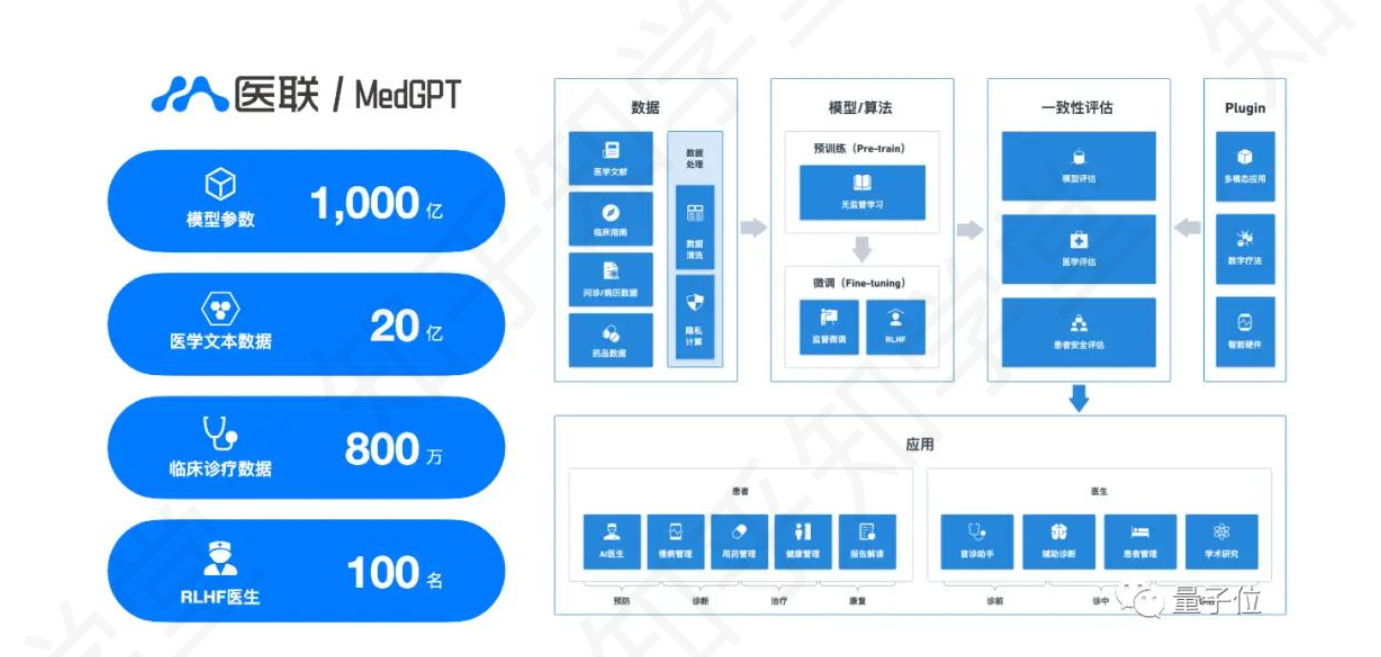 医联 / MedGPT
模型参数
1,000 亿
医学文本数据
20 亿
临床诊疗数据
800 万
RLHF医生
100 名
数据
医学文献
临床指南
问诊/病历数据
药品数据
数据
处理
数据
清洗
隐私
计算
模型/算法
预训练（Pre-train）
无监督学习
微调（Fine-tuning）
监督微调
RLHF
一致性评估
模型评估
医学评估
患者安全评估
Plugin
多模态应用
数字疗法
智能硬件
应用
患者
AI医生
慢病管理
用药管理
健康管理
报告解读
预防
诊断
治疗
康复
医生
首诊助手
辅助诊断
患者管理
学术研究
诊前
诊中
量子位
知乎知学堂